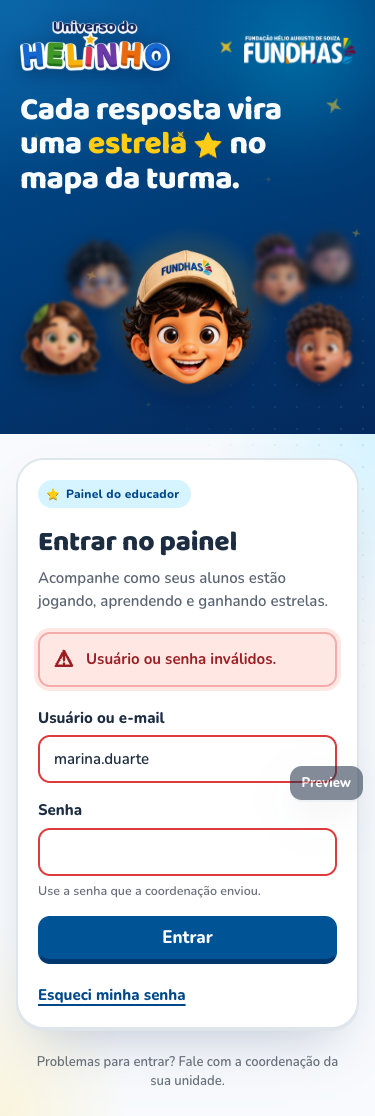 Universo do
HELINHO
FUNDAÇÃO HÉLIO AUGUSTO DE SOUZA
FUNDHAS
Cada resposta vira
uma estrela ⭐ no
mapa da turma.
FUNDHAS
Painel do educador
Entrar no painel
Acompanhe como seus alunos estão
jogando, aprendendo e ganhando estrelas.
Usuário ou senha inválidos.
Usuário ou e-mail
marina.duarte
Preview
Senha
Use a senha que a coordenação enviou.
Entrar
Esqueci minha senha
Problemas para entrar? Fale com a coordenação da
sua unidade.